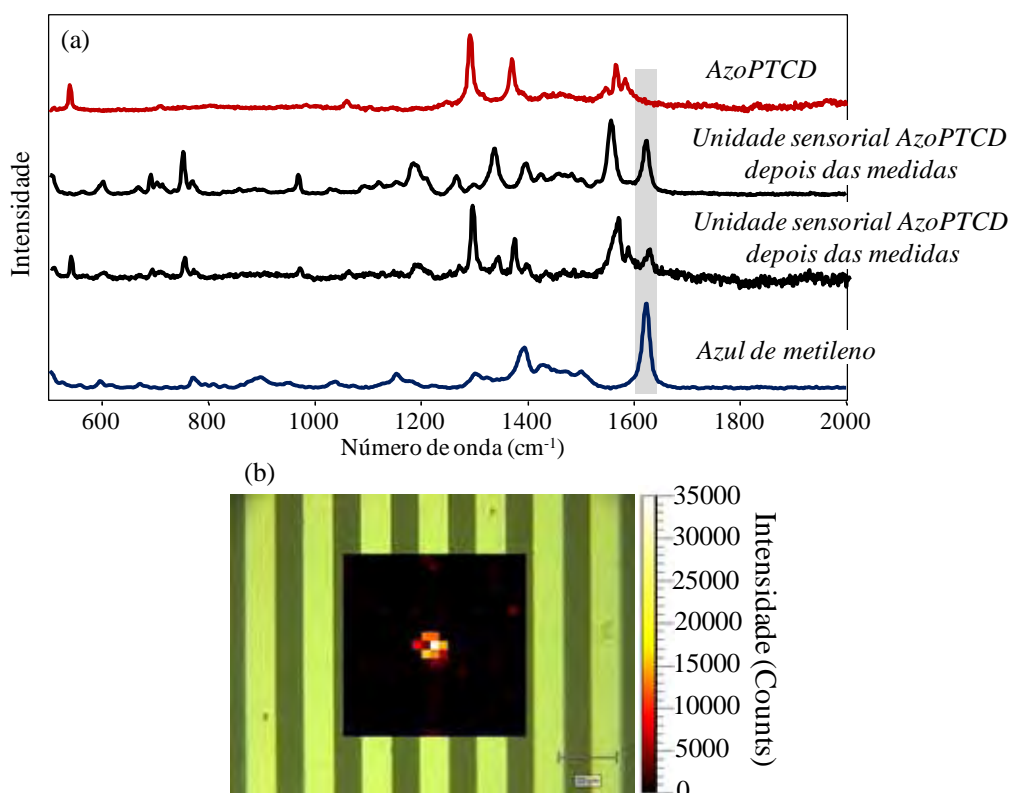 (a)
AzoPTCD
Unidade sensorial AzoPTCD
depois das medidas
Unidade sensorial AzoPTCD
depois das medidas
Azul de metileno
Intensidade
600 800 1000 1200 1400 1600 1800 2000
Número de onda (cm-1)
(b)
35000
30000
25000
20000
15000
10000
5000
0
Intensidade (Counts)